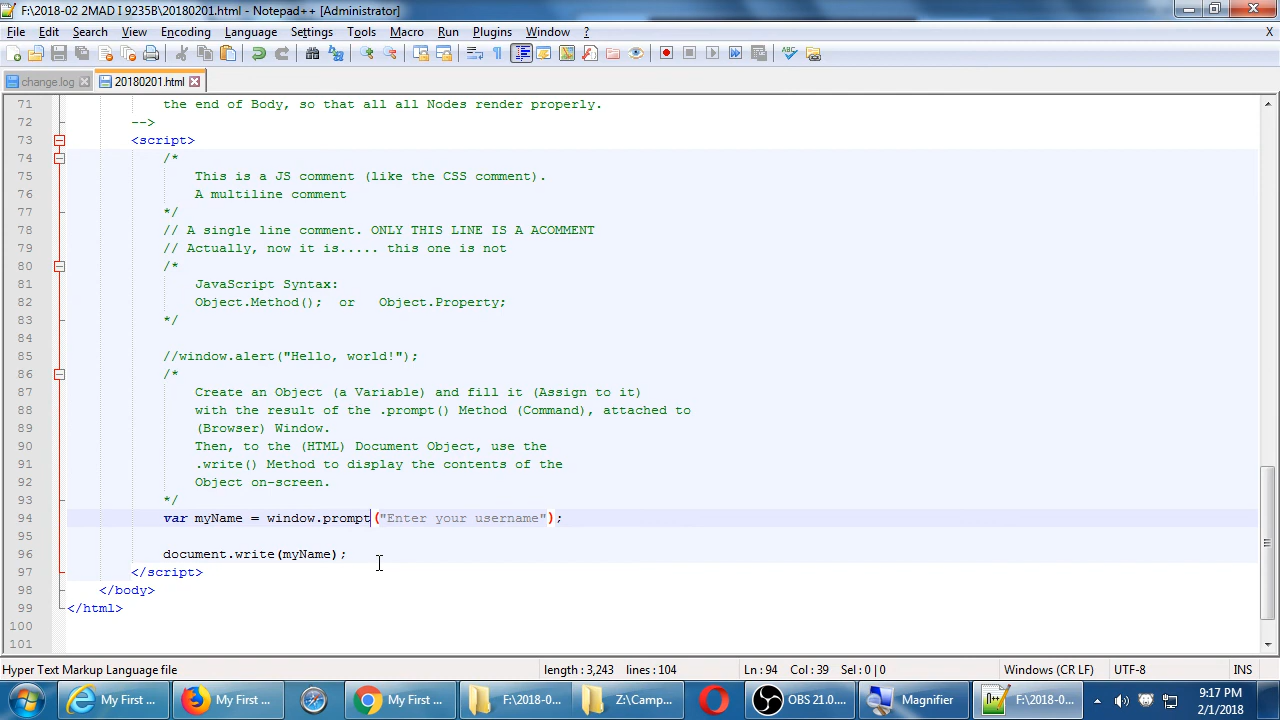 F:\2018-02 2MAD I 9235B\20180201.html - Notepad++ [Administrator]
File Edit Search View Encoding Language Settings Tools Macro Run Plugins Window ? X
change.log 20180201.html
71 the end of Body, so that all all Nodes render properly.
72 -->
73 <script>
74 /*
75 This is a JS comment (like the CSS comment).
76 A multiline comment
77 */
78 // A single line comment. ONLY THIS LINE IS A ACOMMENT
79 // Actually, now it is..... this one is not
80 /*
81 JavaScript Syntax:
82 Object.Method(); or Object.Property;
83 */
84
85 //window.alert("Hello, world!");
86 /*
87 Create an Object (a Variable) and fill it (Assign to it)
88 with the result of the .prompt() Method (Command), attached to
89 (Browser) Window.
90 Then, to the (HTML) Document Object, use the
91 .write() Method to display the contents of the
92 Object on-screen.
93 */
94 var myName = window.prompt("Enter your username");
95
96 document.write(myName);
97 </script>
98 </body>
99 </html>
100
101
Hyper Text Markup Language file length : 3,243 lines : 104 Ln : 94 Col : 39 Sel : 0 | 0 Windows (CR LF) UTF-8 INS
My First ... My First ... My First ... F:\2018-0... Z:\Camp... OBS 21.0.... Magnifier F:\2018-0... 9:17 PM
2/1/2018